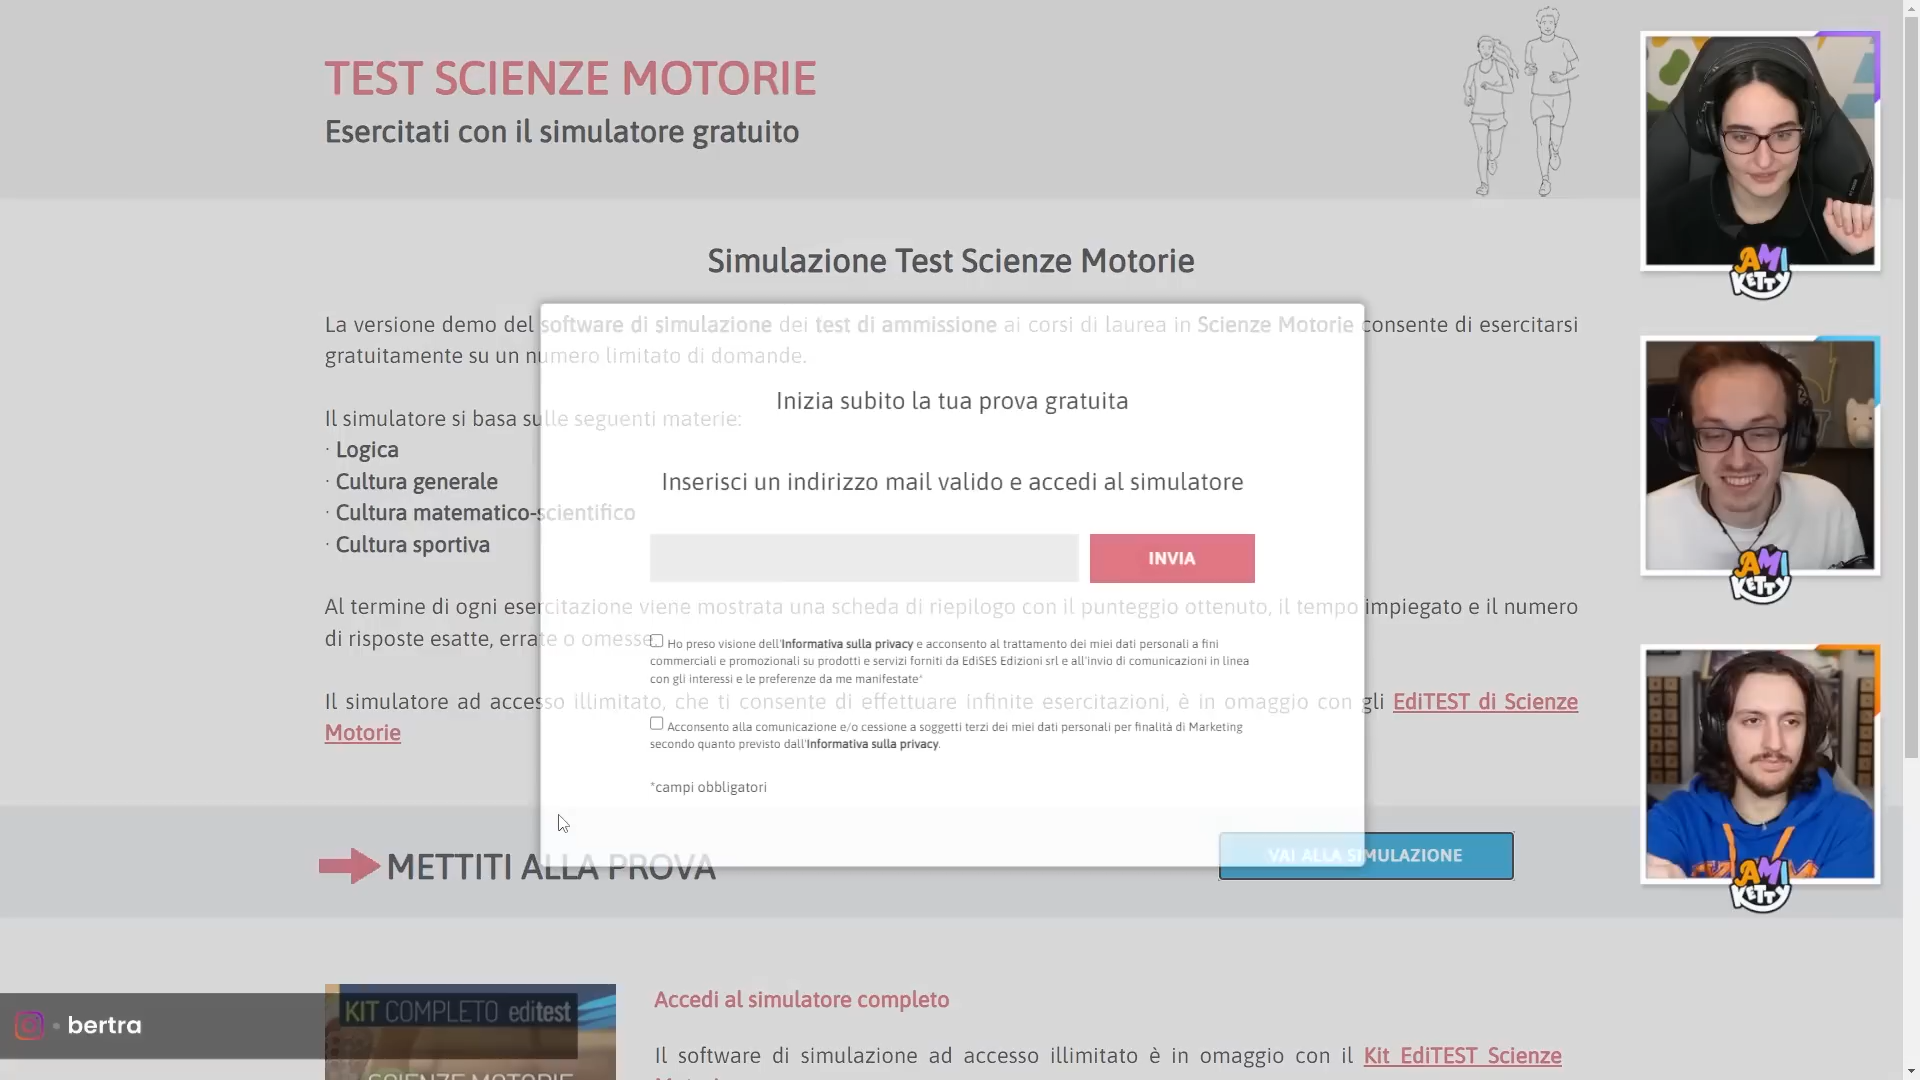 TEST SCIENZE MOTORIE
Esercitati con il simulatore gratuito
Simulazione Test Scienze Motorie
La versione demo del software di simulazione dei test di ammissione ai corsi di laurea in Scienze Motorie consente di esercitarsi
gratuitamente su un numero limitato di domande.
Inizia subito la tua prova gratuita
Il simulatore si basa sulle seguenti materie:
· Logica
· Cultura generale
· Cultura matematico-scientifico
· Cultura sportiva
Inserisci un indirizzo mail valido e accedi al simulatore
INVIA
Al termine di ogni esercitazione viene mostrata una scheda di riepilogo con il punteggio ottenuto, il tempo impiegato e il numero
di risposte esatte, errate o omesse.
Ho preso visione dell'Informativa sulla privacy e acconsento al trattamento dei miei dati personali a fini
commerciali e promozionali su prodotti e servizi forniti da EdiSES Edizioni srl e all'invio di comunicazioni in linea
con gli interessi e le preferenze da me manifestate*
Il simulatore ad accesso illimitato, che ti consente di effettuare infinite esercitazioni, è in omaggio con gli EdiTEST di Scienze
Motorie
Acconsento alla comunicazione e/o cessione a soggetti terzi dei miei dati personali per finalità di Marketing
secondo quanto previsto dall'Informativa sulla privacy.
*campi obbligatori
METTITI ALLA PROVA
VAI ALLA SIMULAZIONE
KIT COMPLETO editest
SCIENZE MOTORIE
Accedi al simulatore completo
Il software di simulazione ad accesso illimitato è in omaggio con il Kit EdiTEST Scienze
bertra
AMI
KETTY
AMI
KETTY
AMI
KETTY